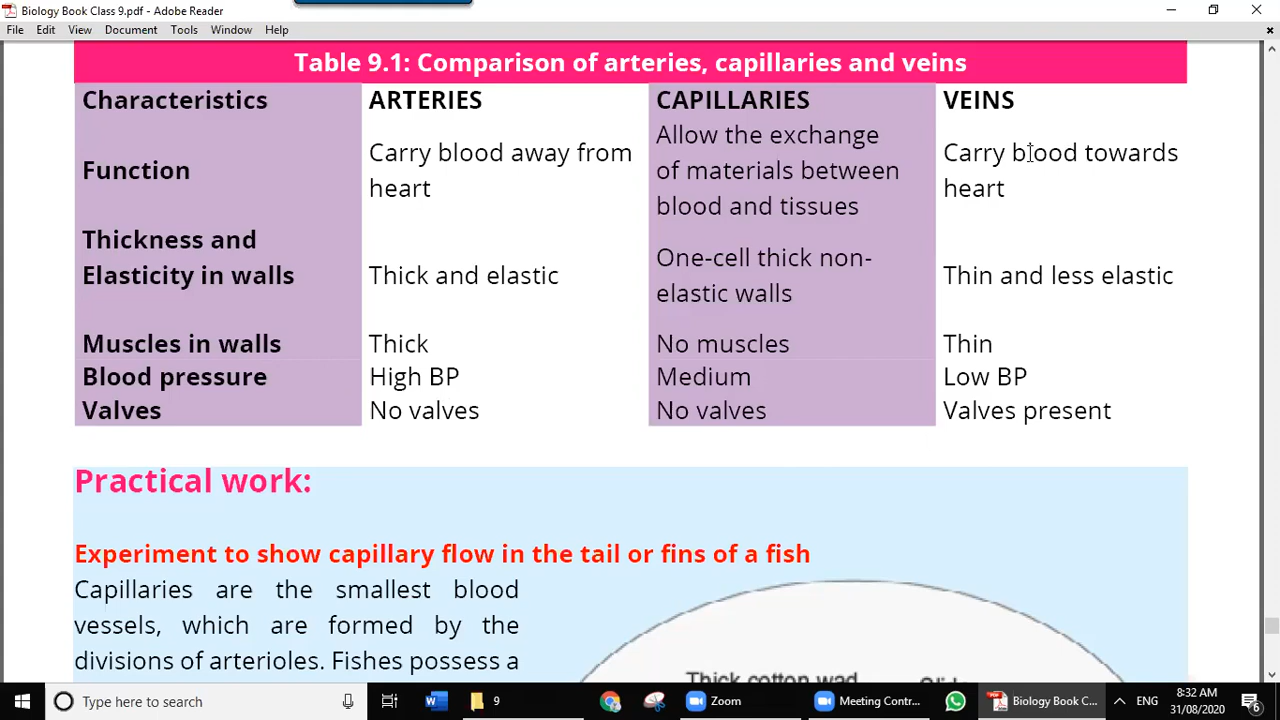 Biology Book Class 9.pdf - Adobe Reader
File Edit View Document Tools Window Help
Table 9.1: Comparison of arteries, capillaries and veins
Characteristics ARTERIES CAPILLARIES VEINS
Function
Carry blood away from
heart
Allow the exchange
of materials between
blood and tissues
Carry blood towards
heart
Thickness and
Elasticity in walls
Thick and elastic
One-cell thick non-
elastic walls
Thin and less elastic
Muscles in walls Thick No muscles Thin
Blood pressure High BP Medium Low BP
Valves No valves No valves Valves present
Practical work:
Experiment to show capillary flow in the tail or fins of a fish
Capillaries are the smallest blood
vessels, which are formed by the
divisions of arterioles. Fishes possess a
Thick cotton wad
Type here to search 9 Zoom Meeting Contr... Biology Book C... ENG 8:32 AM
31/08/2020
6